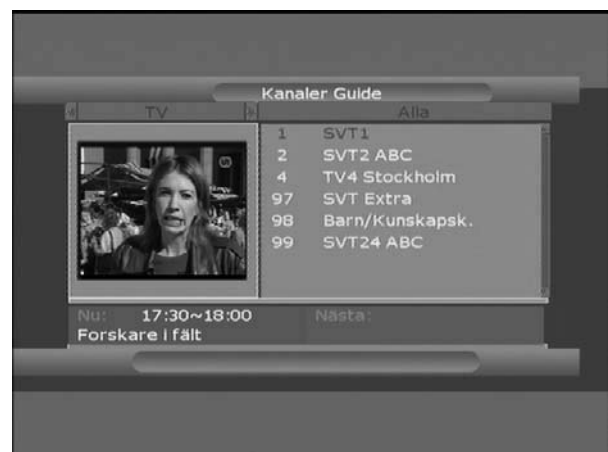 Kanaler Guide
TV Alla
1 SVT1
2 SVT2 ABC
4 TV4 Stockholm
97 SVT Extra
98 Barn/Kunskapsk.
99 SVT24 ABC
Nu: 17:30~18:00 Nästa:
Forskare i fält